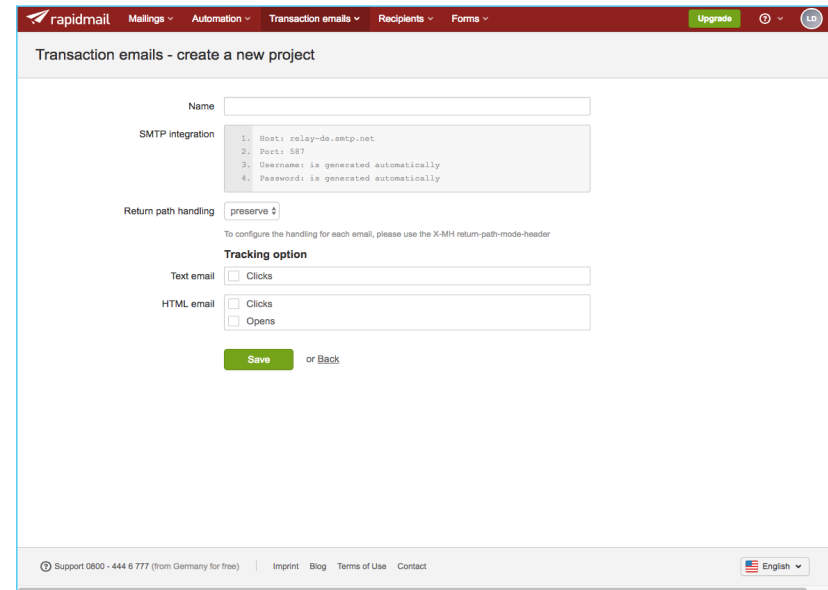 rapidmail Mailings Automation Transaction emails Recipients Forms Upgrade ? LD
Transaction emails - create a new project
Name
SMTP integration
1. Host: relay-de.smtp.net
2. Port: 587
3. Username: is generated automatically
4. Password: is generated automatically
Return path handling preserve
To configure the handling for each email, please use the X-MH return-path-mode-header
Tracking option
Text email Clicks
HTML email Clicks
Opens
Save or Back
? Support 0800 - 444 6 777 (from Germany for free) Imprint Blog Terms of Use Contact English